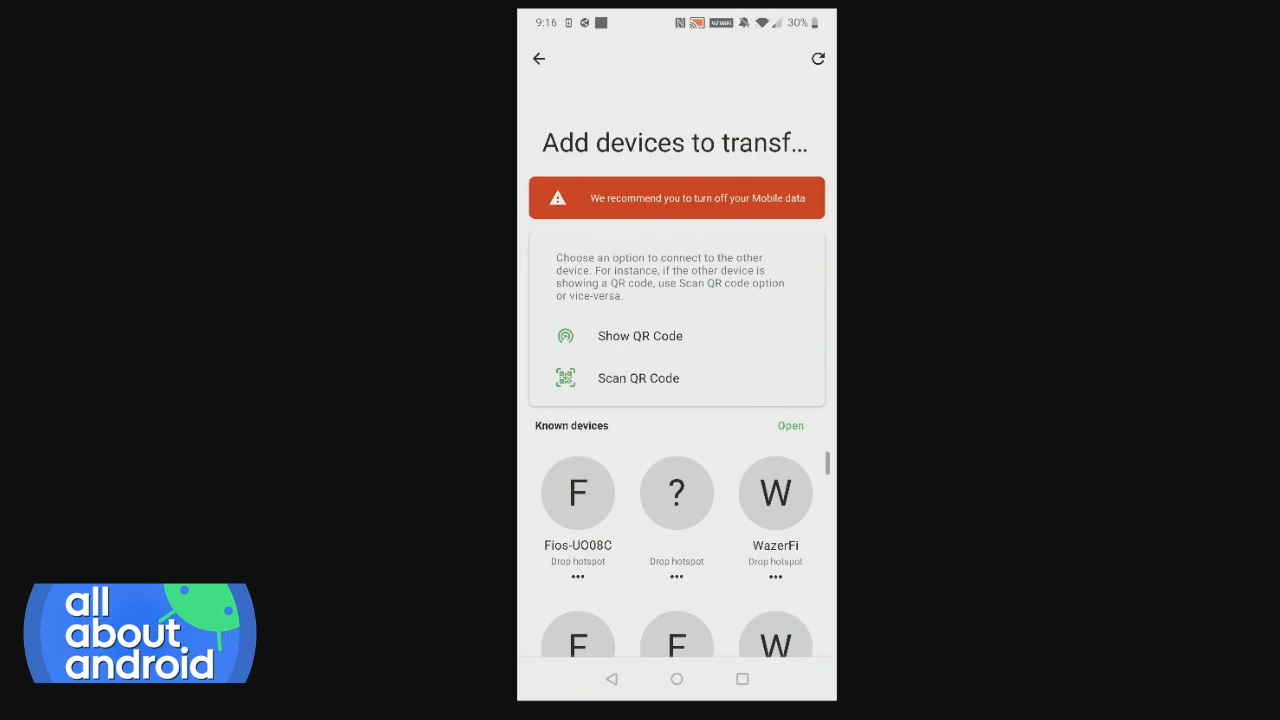 9:16
VZ WIFI
30%
Add devices to transf...
We recommend you to turn off your Mobile data
Choose an option to connect to the other
device. For instance, if the other device is
showing a QR code, use Scan QR code option
or vice-versa.
Show QR Code
Scan QR Code
Known devices
Open
F
?
W
Fios-UO08C
WazerFi
Drop hotspot
Drop hotspot
Drop hotspot
F
F
W
all
about
android